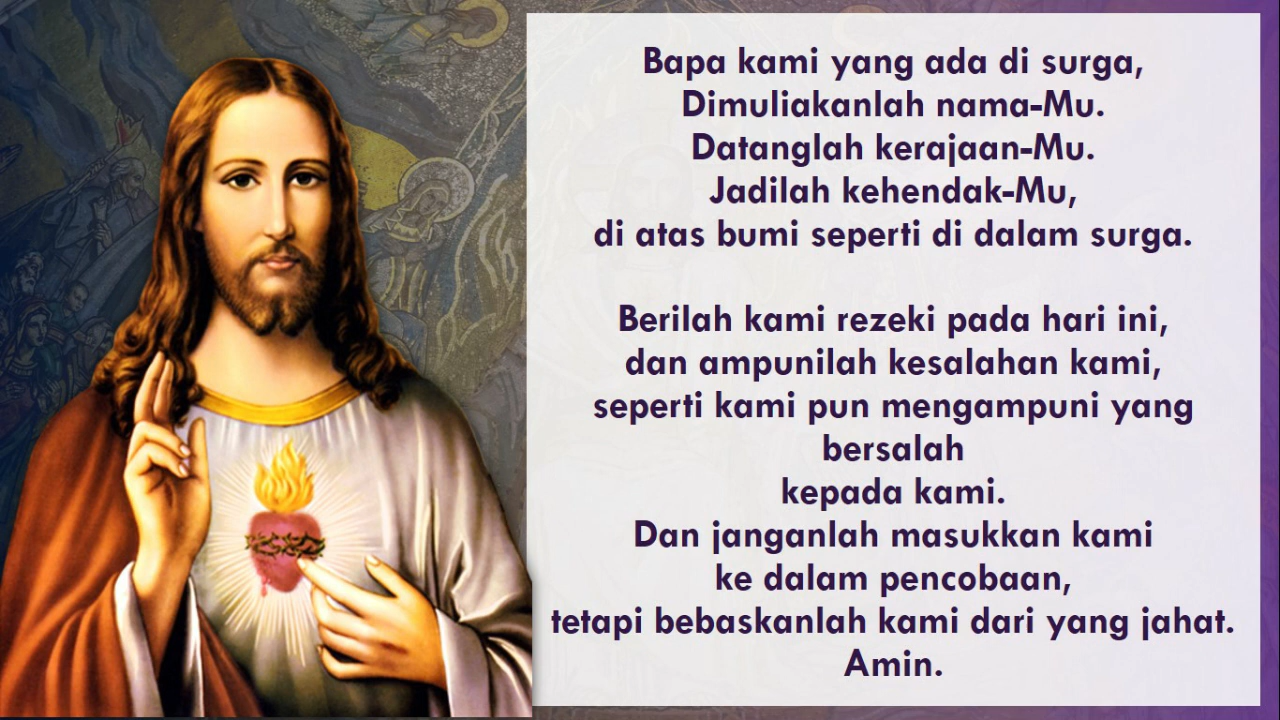 Bapa kami yang ada di surga,
Dimuliakanlah nama-Mu.
Datanglah kerajaan-Mu.
Jadilah kehendak-Mu,
di atas bumi seperti di dalam surga.
Berilah kami rezeki pada hari ini,
dan ampunilah kesalahan kami,
seperti kami pun mengampuni yang
bersalah
kepada kami.
Dan janganlah masukkan kami
ke dalam pencobaan,
tetapi bebaskanlah kami dari yang jahat.
Amin.